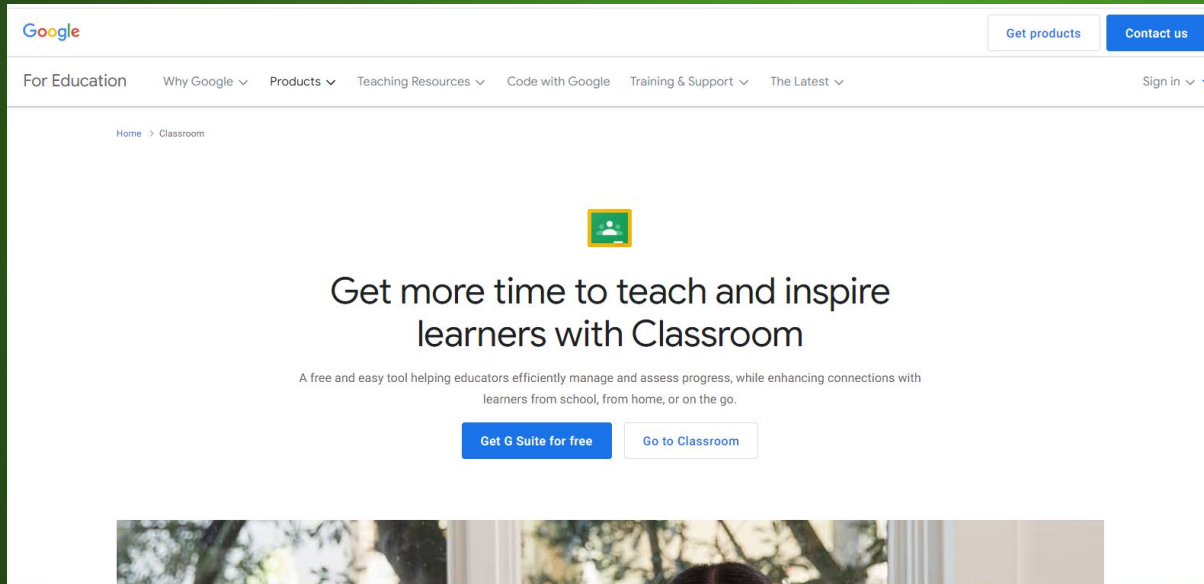 Google
Get products
Contact us
For Education
Why Google
Products
Teaching Resources
Code with Google
Training & Support
The Latest
Sign in
Home > Classroom
Get more time to teach and inspire
learners with Classroom
A free and easy tool helping educators efficiently manage and assess progress, while enhancing connections with
learners from school, from home, or on the go.
Get G Suite for free
Go to Classroom